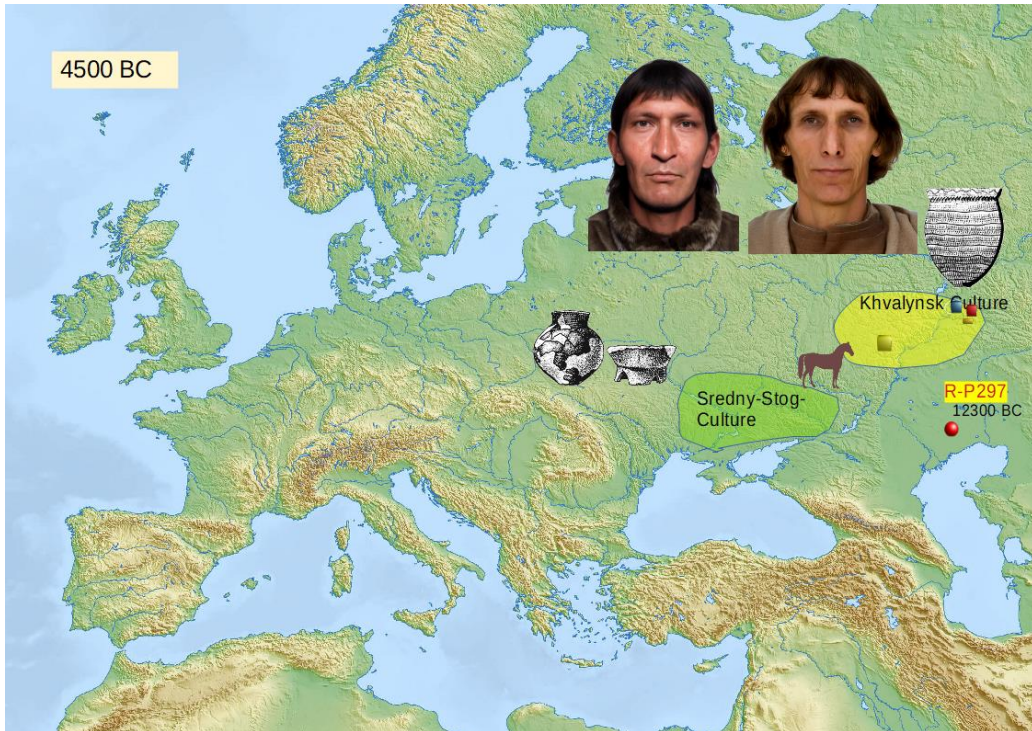 4500 BC
Khvalynsk Culture
R-P297
12300 BC
Sredny-Stog-
Culture